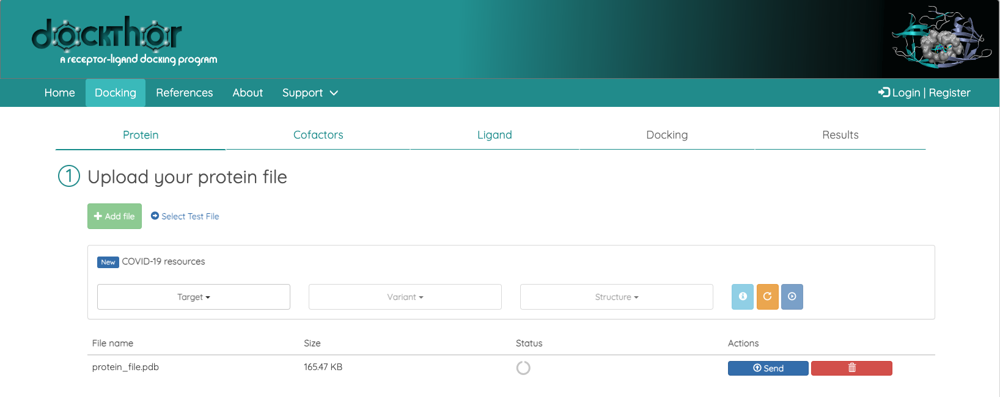 dockthor
a receptor-ligand docking program
Home Docking References About Support Login | Register
Protein Cofactors Ligand Docking Results
1 Upload your protein file
Add file Select Test File
New COVID-19 resources
Target Variant Structure
File name Size Status Actions
protein_file.pdb 165.47 KB Send